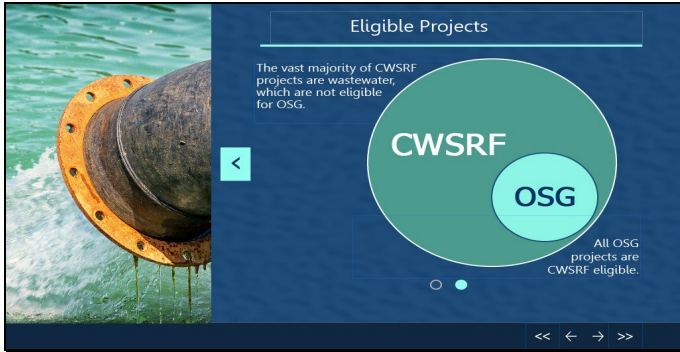 Eligible Projects
The vast majority of CWSRF
projects are wastewater,
which are not eligible
for OSG.
CWSRF
OSG
All OSG
projects are
CWSRF eligible.
<
<< ← → >>